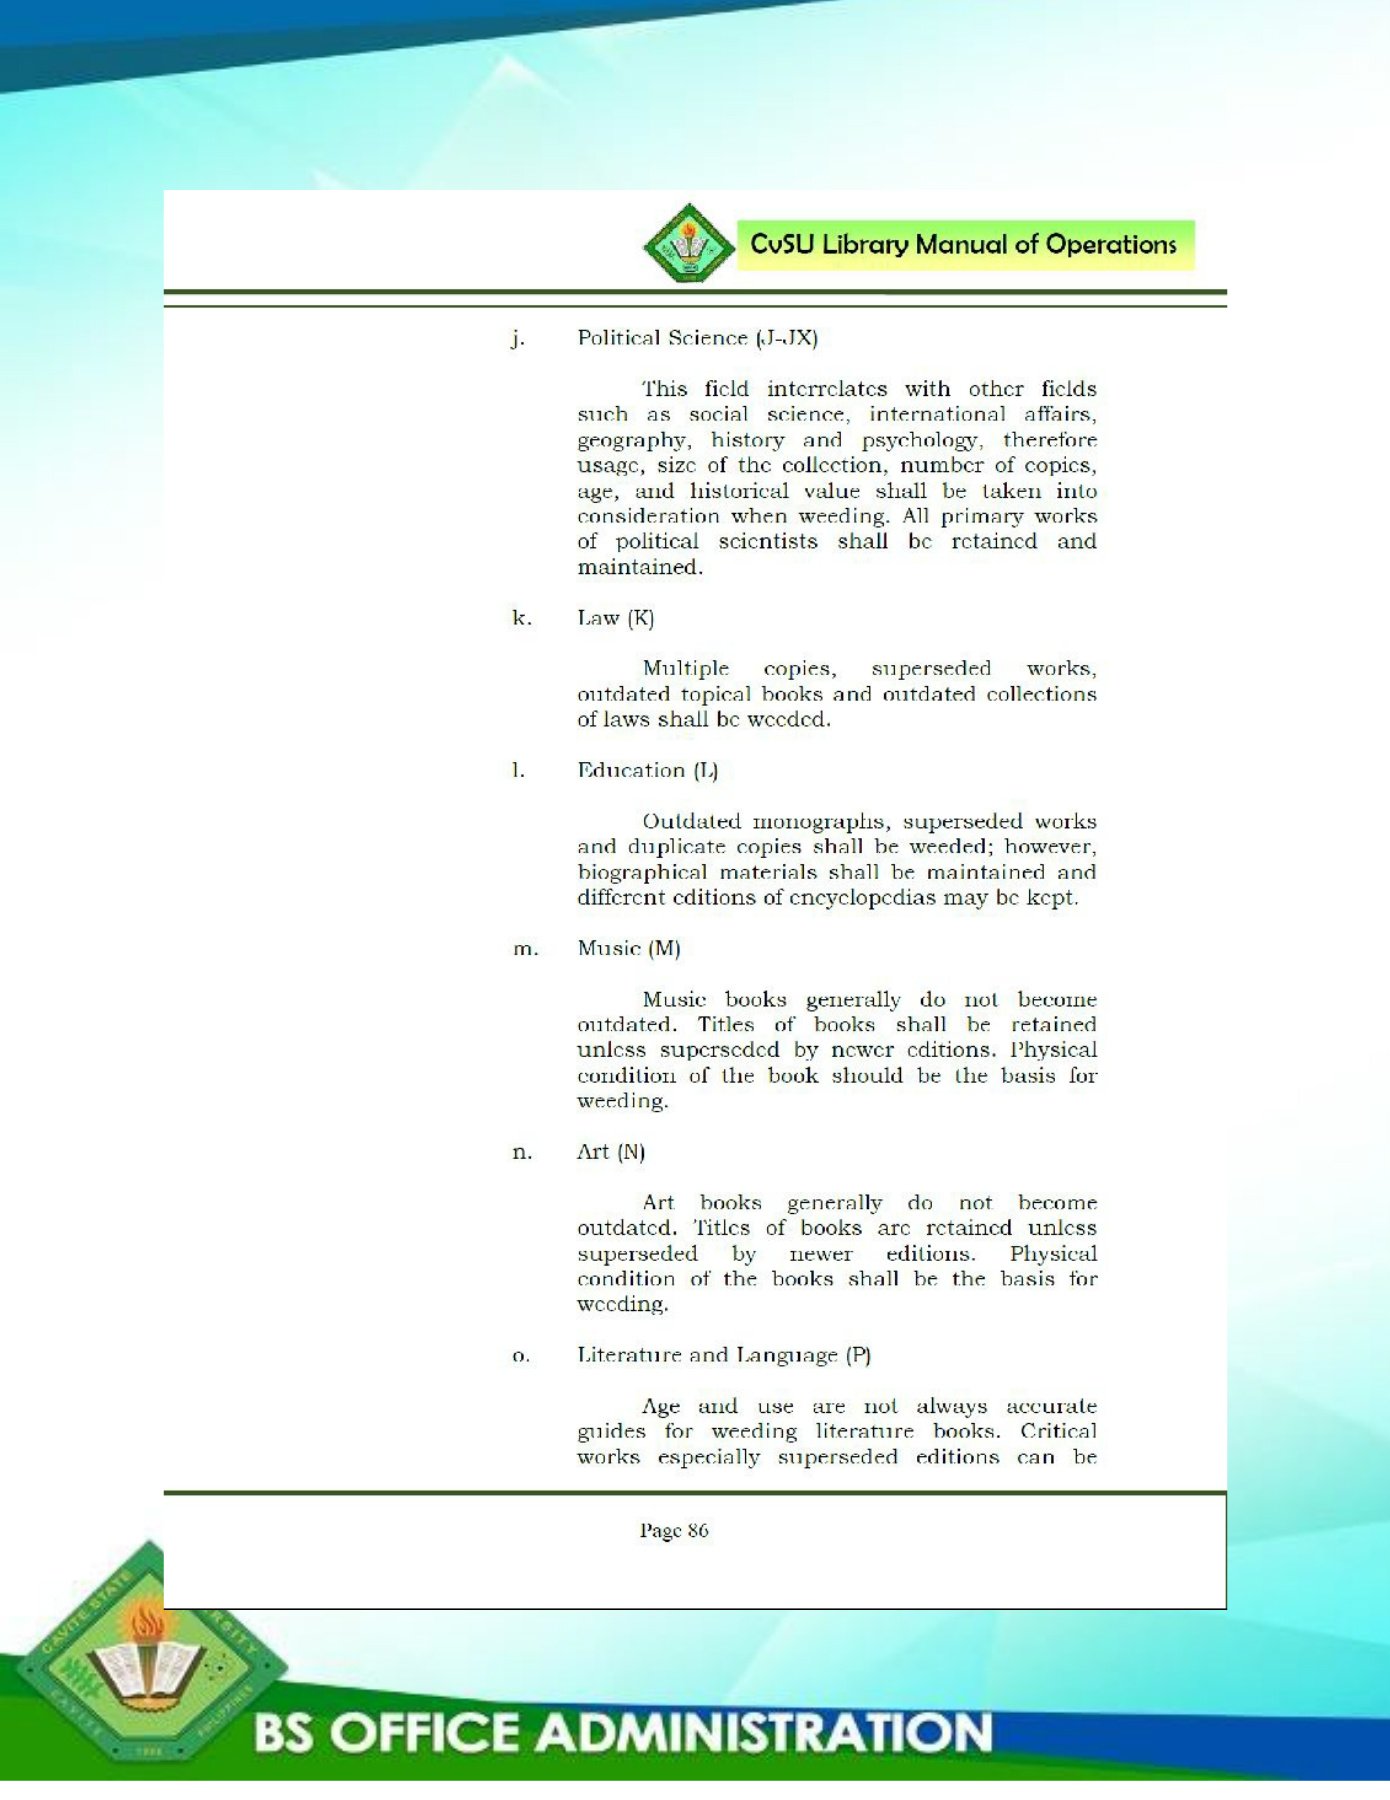 CvSU Library Manual of Operations
j. Political Science (J-JX)
This field interrelates with other fields
such as social science, international affairs,
geography, history and psychology, therefore
usage, size of the collection, number of copies,
age, and historical value shall be taken into
consideration when weeding. All primary works
of political scientists shall be retained and
maintained.
k. Law (K)
Multiple copies, superseded works,
outdated topical books and outdated collections
of laws shall be weeded.
l. Education (L)
Outdated monographs, superseded works
and duplicate copies shall be weeded; however,
biographical materials shall be maintained and
different editions of encyclopedias may be kept.
m. Music (M)
Music books generally do not become
outdated. Titles of books shall be retained
unless superseded by newer editions. Physical
condition of the book should be the basis for
weeding.
n. Art (N)
Art books generally do not become
outdated. Titles of books are retained unless
superseded by newer editions. Physical
condition of the books shall be the basis for
weeding.
o. Literature and Language (P)
Age and use are not always accurate
guides for weeding literature books. Critical
works especially superseded editions can be
Page 86
CAVITE STATE
CAVITE
PHILIPPINES
BS OFFICE ADMINISTRATION